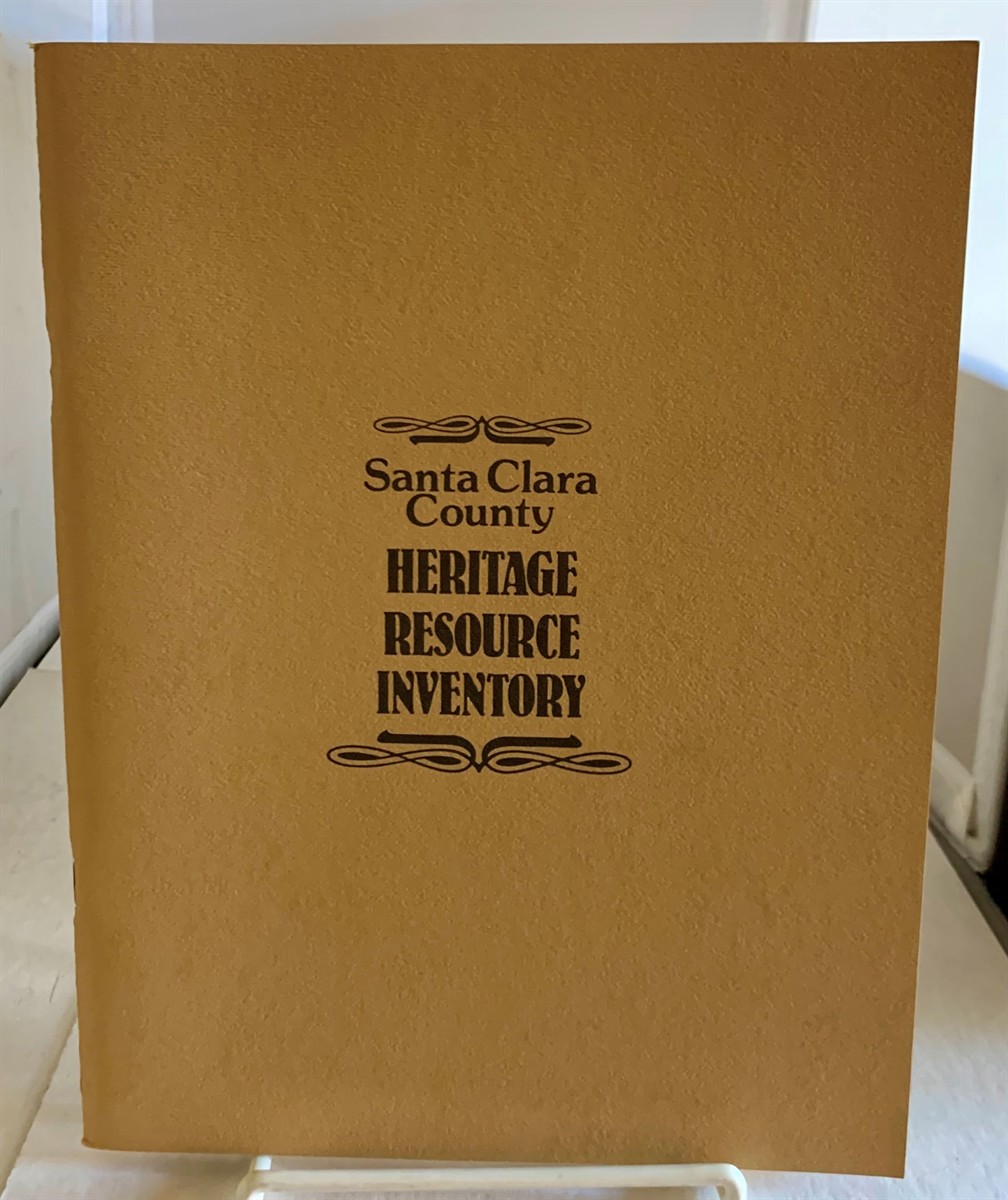 Santa Clara
County
HERITAGE
RESOURCE
INVENTORY